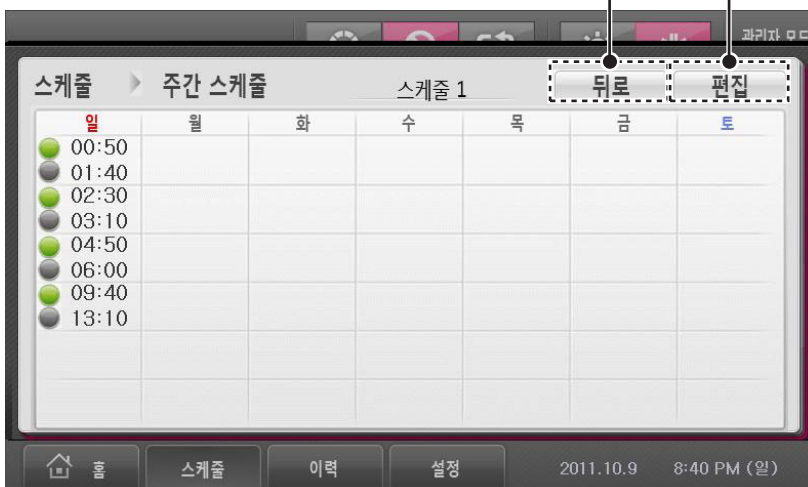 관리자 모드
스케줄 주간 스케줄 스케줄 1 뒤로 편집
일 월 화 수 목 금 토
00:50
01:40
02:30
03:10
04:50
06:00
09:40
13:10
홈 스케줄 이력 설정 2011.10.9 8:40 PM (일)